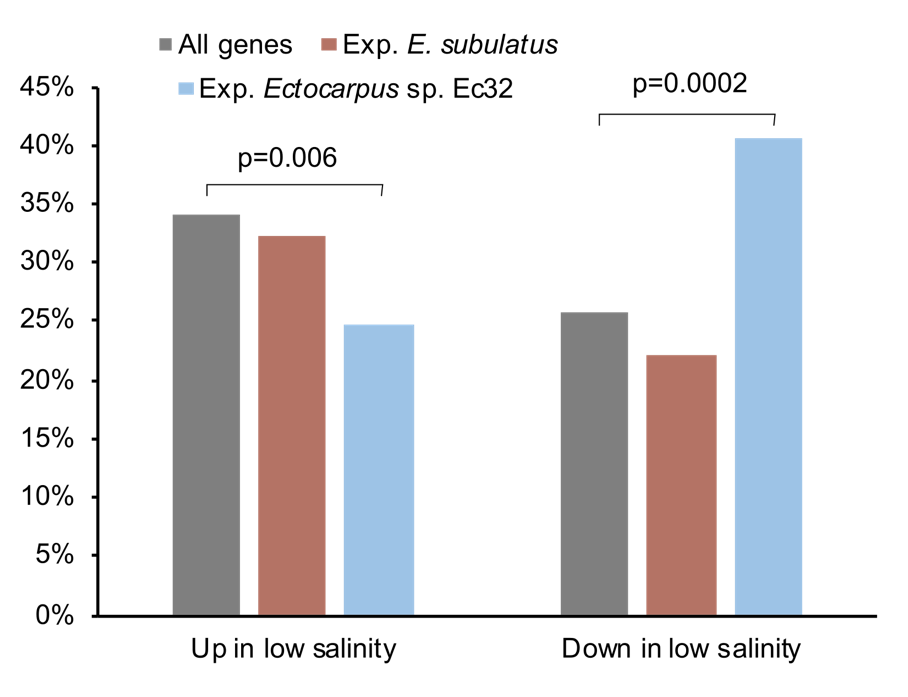 All genes Exp. E. subulatus
Exp. Ectocarpus sp. Ec32
45%
40%
35%
30%
25%
20%
15%
10%
5%
0%
p=0.006
p=0.0002
Up in low salinity
Down in low salinity